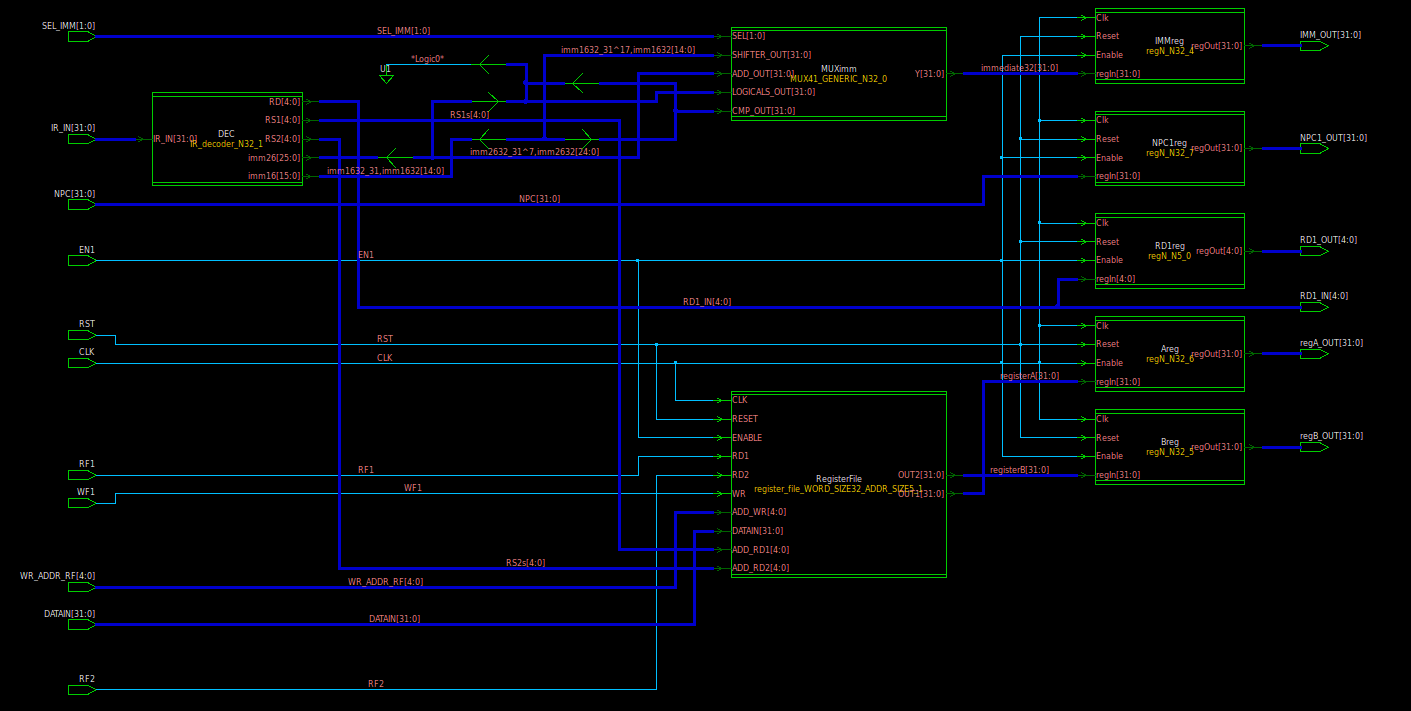 SEL_IMM[1:0]
SEL_IMM[1:0]
IR_IN[31:0]
NPC[31:0]
NPC[31:0]
EN1
EN1
RST
RST
CLK
CLK
RF1
RF1
WF1
WF1
WR_ADDR_RF[4:0]
WR_ADDR_RF[4:0]
DATAIN[31:0]
DATAIN[31:0]
RF2
RF2
IR_IN[31:0]
DEC
IR_decoder_N32_1
RD[4:0]
RS1[4:0]
RS2[4:0]
imm26[25:0]
imm16[15:0]
U1
*Logic0*
imm1632_31^17,imm1632[14:0]
RS1s[4:0]
imm2632_31^7,imm2632[24:0]
imm1632_31,imm1632[14:0]
RD1_IN[4:0]
RS2s[4:0]
SEL[1:0]
SHIFTER_OUT[31:0]
ADD_OUT[31:0]
LOGICALS_OUT[31:0]
CMP_OUT[31:0]
MUXimm
MUX41_GENERIC_N32_0
Y[31:0]
immediate32[31:0]
CLK
RESET
ENABLE
RD1
RD2
WR
ADD_WR[4:0]
DATAIN[31:0]
ADD_RD1[4:0]
ADD_RD2[4:0]
RegisterFile
register_file_WORD_SIZE32_ADDR_SIZE5_1
OUT2[31:0]
OUT1[31:0]
registerA[31:0]
registerB[31:0]
Clk
Reset
Enable
regIn[31:0]
IMMreg
regN_N32_4
regOut[31:0]
IMM_OUT[31:0]
Clk
Reset
Enable
regIn[31:0]
NPC1reg
regN_N32_7
regOut[31:0]
NPC1_OUT[31:0]
Clk
Reset
Enable
regIn[4:0]
RD1reg
regN_N5_0
regOut[4:0]
RD1_OUT[4:0]
RD1_IN[4:0]
Clk
Reset
Enable
regIn[31:0]
Areg
regN_N32_6
regOut[31:0]
regA_OUT[31:0]
Clk
Reset
Enable
regIn[31:0]
Breg
regN_N32_5
regOut[31:0]
regB_OUT[31:0]